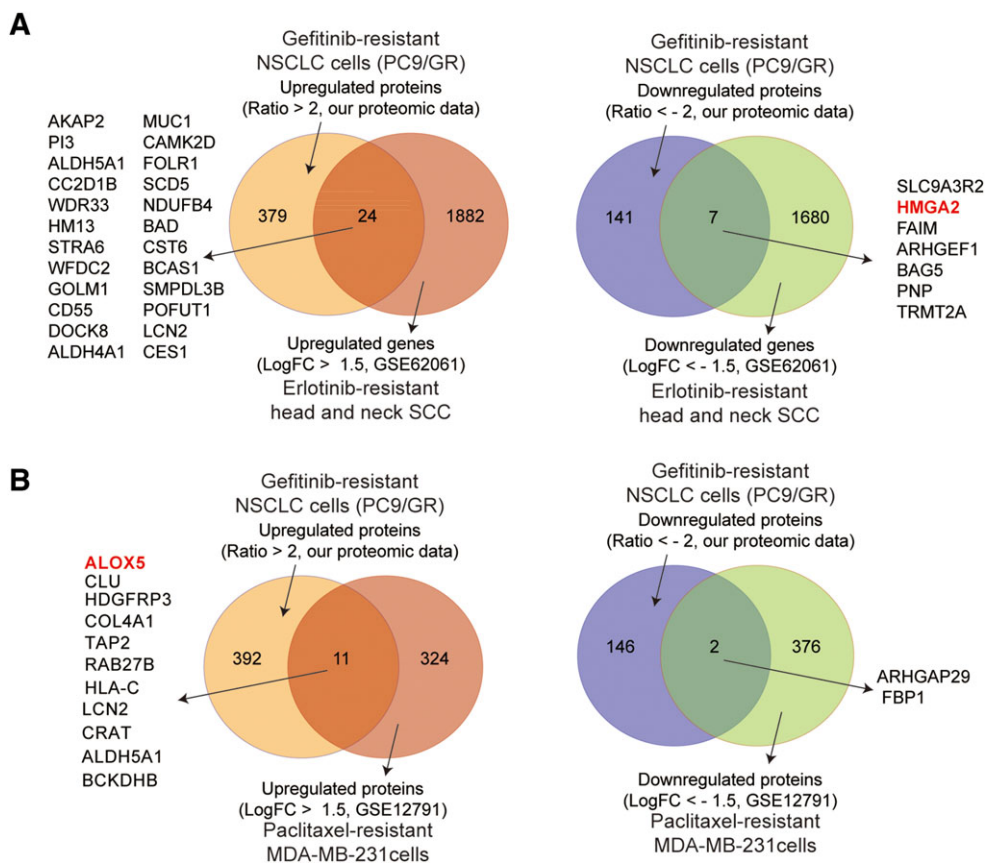 A
Gefitinib-resistant
NSCLC cells (PC9/GR)
Upregulated proteins
(Ratio > 2, our proteomic data)
AKAP2 MUC1
PI3 CAMK2D
ALDH5A1 FOLR1
CC2D1B SCD5
WDR33 NDUFB4
HM13 BAD
STRA6 CST6
WFDC2 BCAS1
GOLM1 SMPDL3B
CD55 POFUT1
DOCK8 LCN2
ALDH4A1 CES1
379 24 1882
Upregulated genes
(LogFC > 1.5, GSE62061)
Erlotinib-resistant
head and neck SCC
Gefitinib-resistant
NSCLC cells (PC9/GR)
Downregulated proteins
(Ratio < - 2, our proteomic data)
141 7 1680
SLC9A3R2
HMGA2
FAIM
ARHGEF1
BAG5
PNP
TRMT2A
Downregulated genes
(LogFC < - 1.5, GSE62061)
Erlotinib-resistant
head and neck SCC
B
Gefitinib-resistant
NSCLC cells (PC9/GR)
Upregulated proteins
(Ratio > 2, our proteomic data)
ALOX5
CLU
HDGFRP3
COL4A1
TAP2
RAB27B
HLA-C
LCN2
CRAT
ALDH5A1
BCKDHB
392 11 324
Upregulated proteins
(LogFC > 1.5, GSE12791)
Paclitaxel-resistant
MDA-MB-231cells
Gefitinib-resistant
NSCLC cells (PC9/GR)
Downregulated proteins
(Ratio < - 2, our proteomic data)
146 2 376
ARHGAP29
FBP1
Downregulated proteins
(LogFC < - 1.5, GSE12791)
Paclitaxel-resistant
MDA-MB-231cells